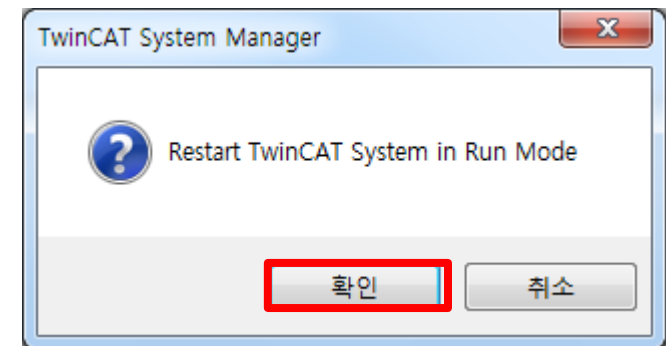 TwinCAT System Manager
Restart TwinCAT System in Run Mode
확인
취소